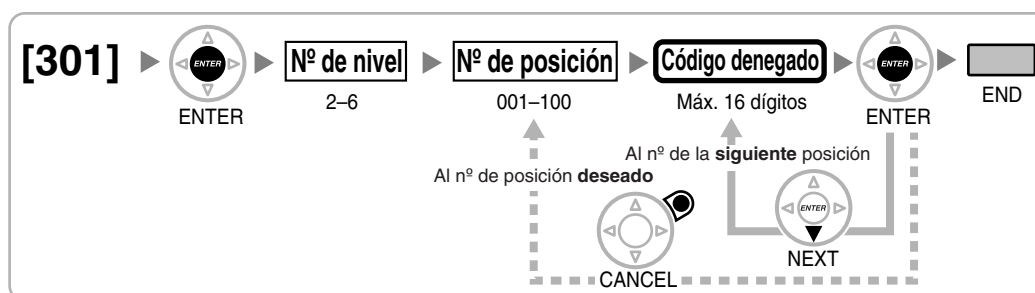 [301] ENTER Nº de nivel Nº de posición Código denegado ENTER
ENTER 2–6 001–100 Máx. 16 dígitos ENTER END
Al nº de la siguiente posición
Al nº de posición deseado
ENTER
NEXT
CANCEL